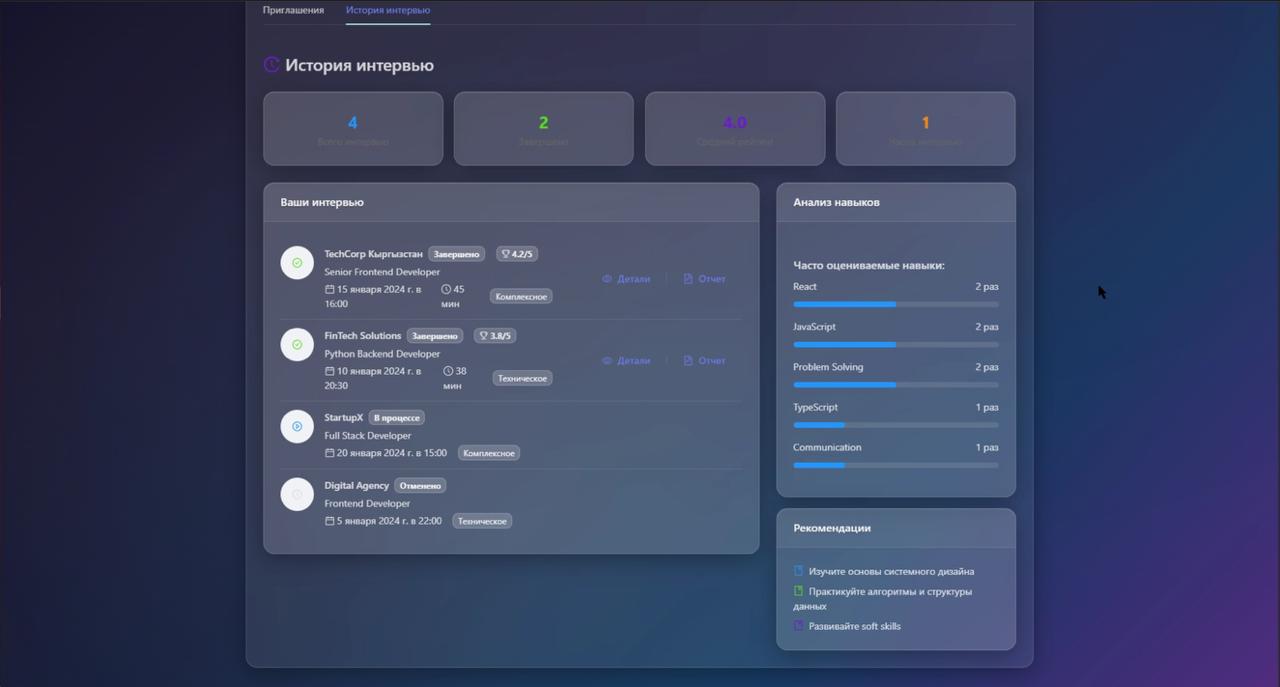 Приглашения История интервью
История интервью
4 2 4.0 1
Всего интервью Завершено Средний рейтинг Часов интервью
Ваши интервью
TechCorp Кыргызстан Завершено 4.2/5
Senior Frontend Developer
15 января 2024 г. в 45
16:00 мин Комплексное
Детали Отчет
FinTech Solutions Завершено 3.8/5
Python Backend Developer
10 января 2024 г. в 38
20:30 мин Техническое
Детали Отчет
StartupX В процессе
Full Stack Developer
20 января 2024 г. в 15:00 Комплексное
Digital Agency Отменено
Frontend Developer
5 января 2024 г. в 22:00 Техническое
Анализ навыков
Часто оцениваемые навыки:
React 2 раз
JavaScript 2 раз
Problem Solving 2 раз
TypeScript 1 раз
Communication 1 раз
Рекомендации
Изучите основы системного дизайна
Практикуйте алгоритмы и структуры
данных
Развивайте soft skills